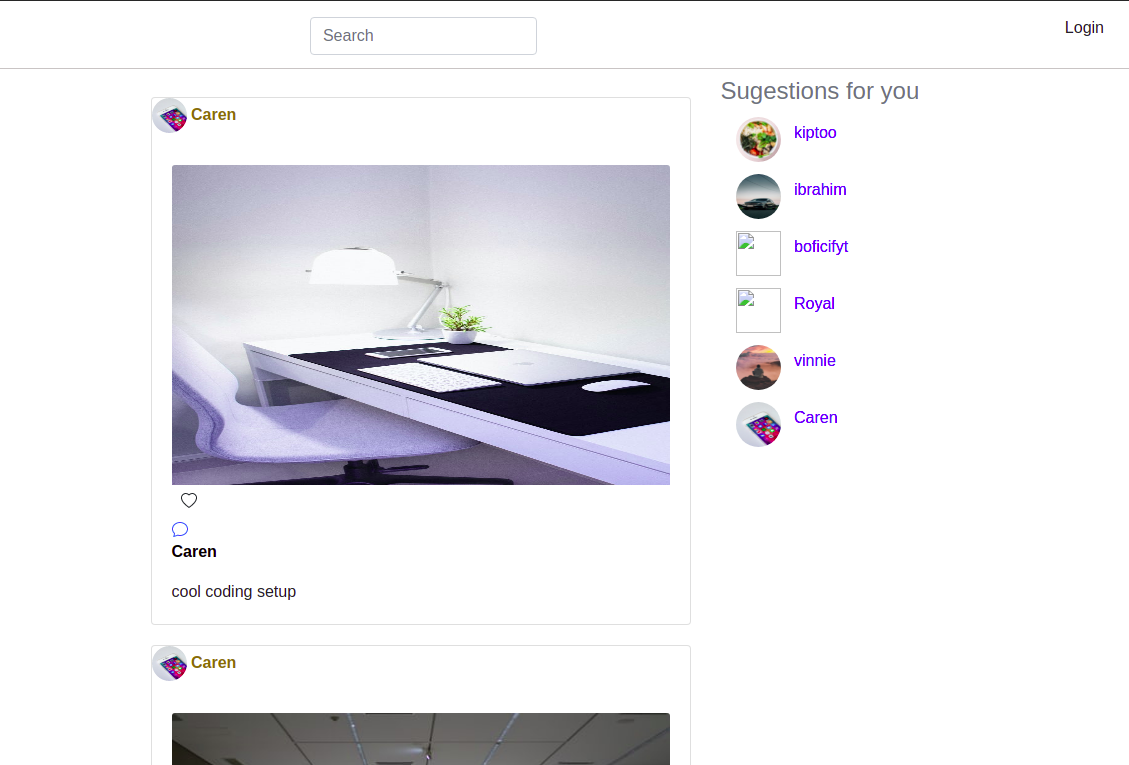 Search
Login
Caren
cool coding setup
Caren
Caren
Sugestions for you
kiptoo
ibrahim
boficifyt
Royal
vinnie
Caren